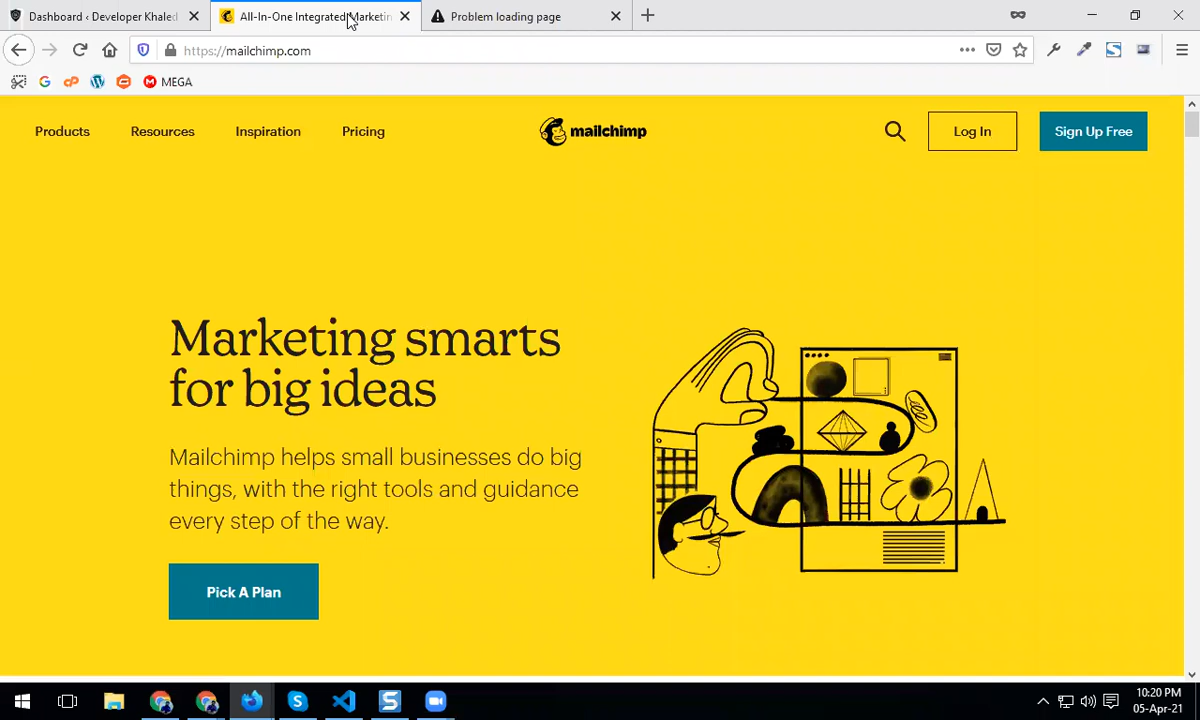 Dashboard ‹ Developer Khaled
All-In-One Integrated Marketin
Problem loading page
https://mailchimp.com
MEGA
Products
Resources
Inspiration
Pricing
mailchimp
Log In
Sign Up Free
Marketing smarts
for big ideas
Mailchimp helps small businesses do big
things, with the right tools and guidance
every step of the way.
Pick A Plan
10:20 PM
05-Apr-21